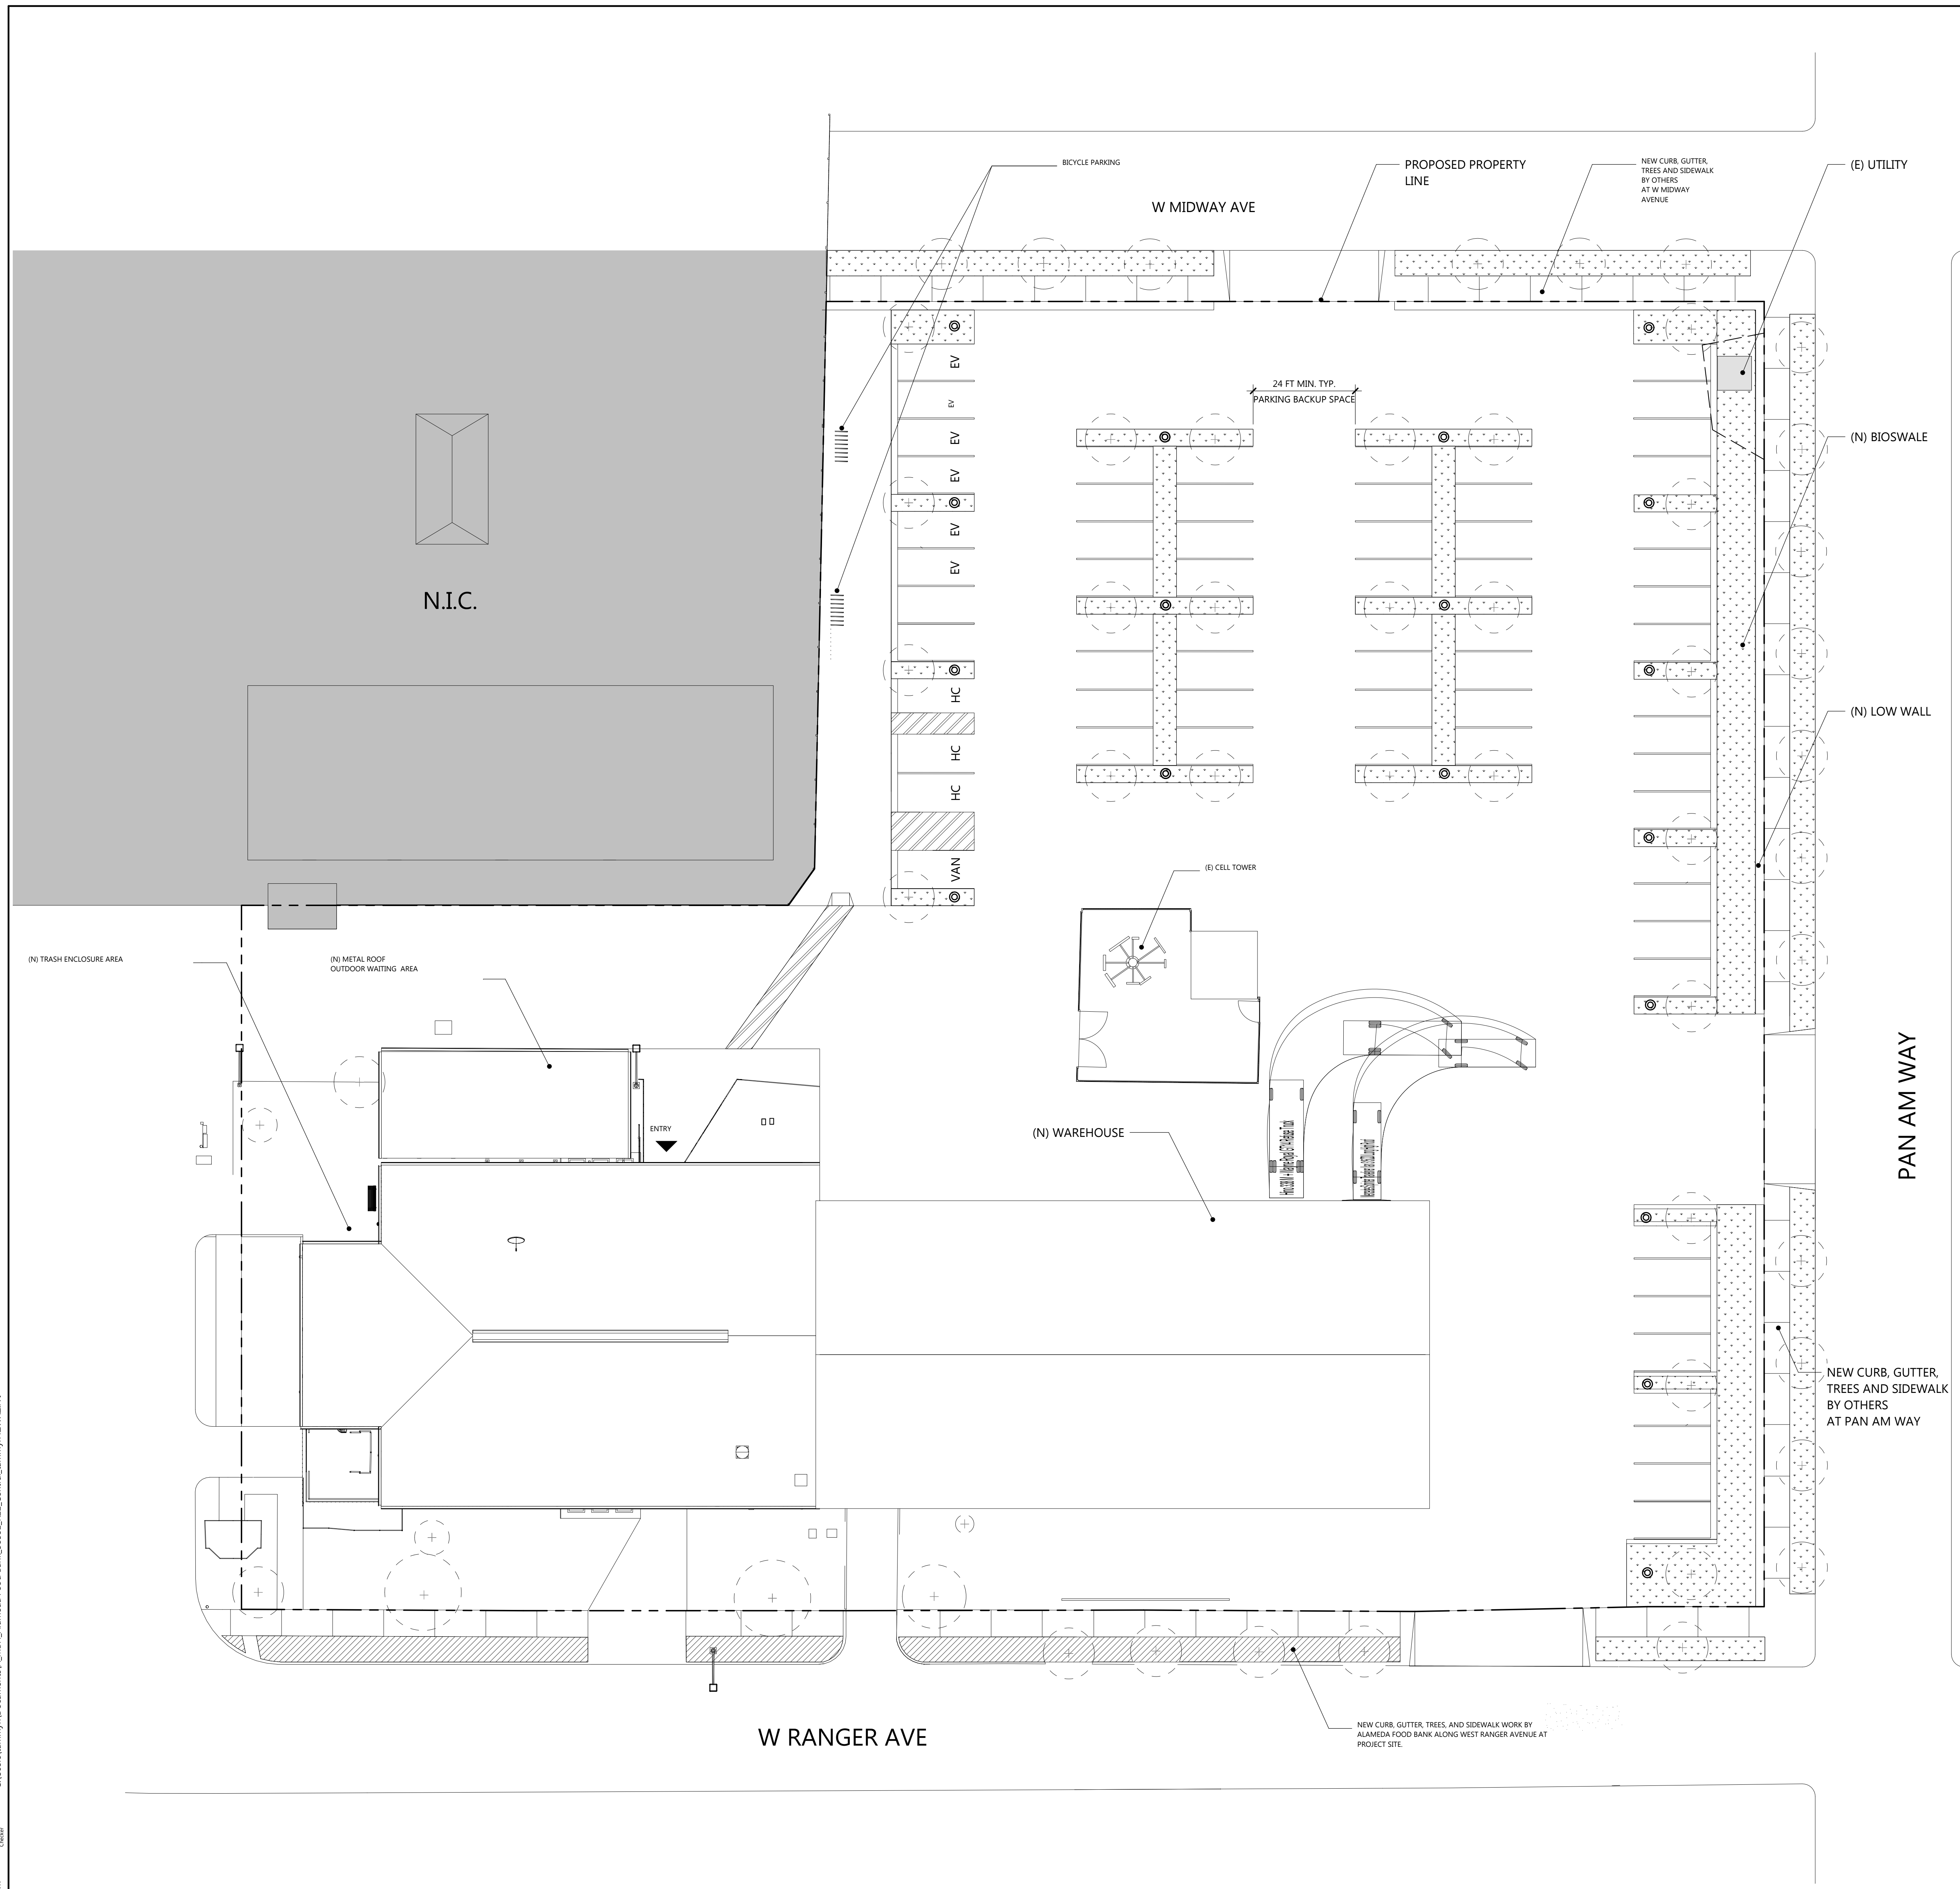 BICYCLE PARKING
PROPOSED PROPERTY
LINE
NEW CURB, GUTTER,
TREES AND SIDEWALK
BY OTHERS
AT W MIDWAY
AVENUE
(E) UTILITY
W MIDWAY AVE
EV
EV
EV
EV
EV
EV
24 FT MIN. TYP.
PARKING BACKUP SPACE
(N) BIOSWALE
N.I.C.
HC
HC
HC
VAN
(N) LOW WALL
(E) CELL TOWER
(N) TRASH ENCLOSURE AREA
(N) METAL ROOF
OUTDOOR WAITING  AREA
ENTRY
(N) WAREHOUSE
PAN AM WAY
NEW CURB, GUTTER,
TREES AND SIDEWALK
BY OTHERS
AT PAN AM WAY
W RANGER AVE
NEW CURB, GUTTER, TREES, AND SIDEWALK WORK BY
ALAMEDA FOOD BANK ALONG WEST RANGER AVENUE AT
PROJECT SITE.
Checker